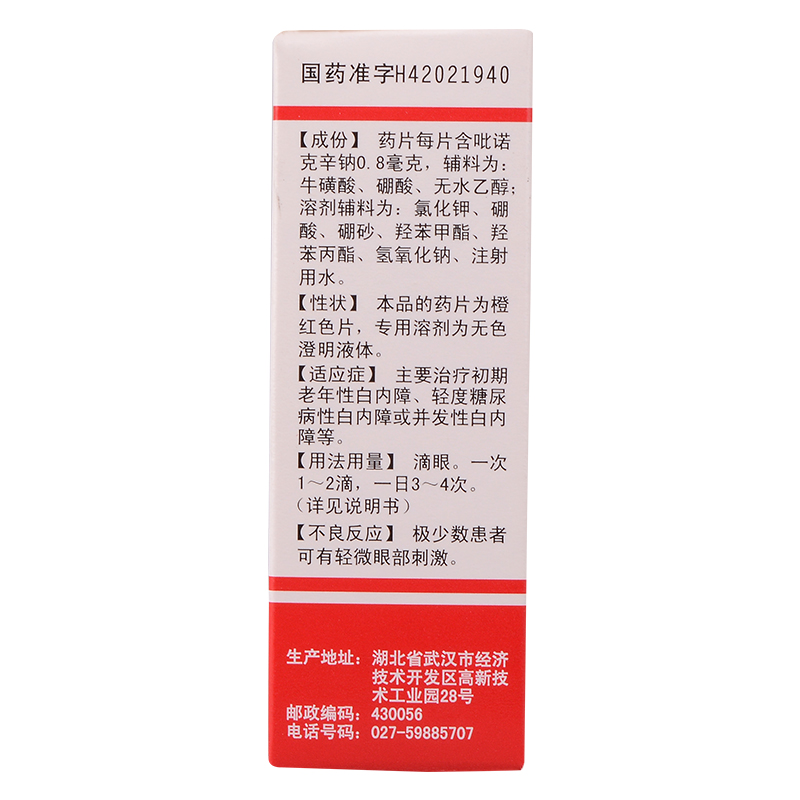 国药准字H42021940
【成份】 药片每片含吡诺
克辛钠0.8毫克，辅料为：
牛磺酸、硼酸、无水乙醇；
溶剂辅料为：氯化钾、硼
酸、硼砂、羟苯甲酯、羟
苯丙酯、氢氧化钠、注射
用水。
【性状】 本品的药片为橙
红色片，专用溶剂为无色
澄明液体。
【适应症】 主要治疗初期
老年性白内障、轻度糖尿
病性白内障或并发性白内
障等。
【用法用量】 滴眼。一次
1～2滴，一日3～4次。
（详见说明书）
【不良反应】 极少数患者
可有轻微眼部刺激。
生产地址：湖北省武汉市经济
技术开发区高新技
术工业园28号
邮政编码：430056
电话号码：027-59885707